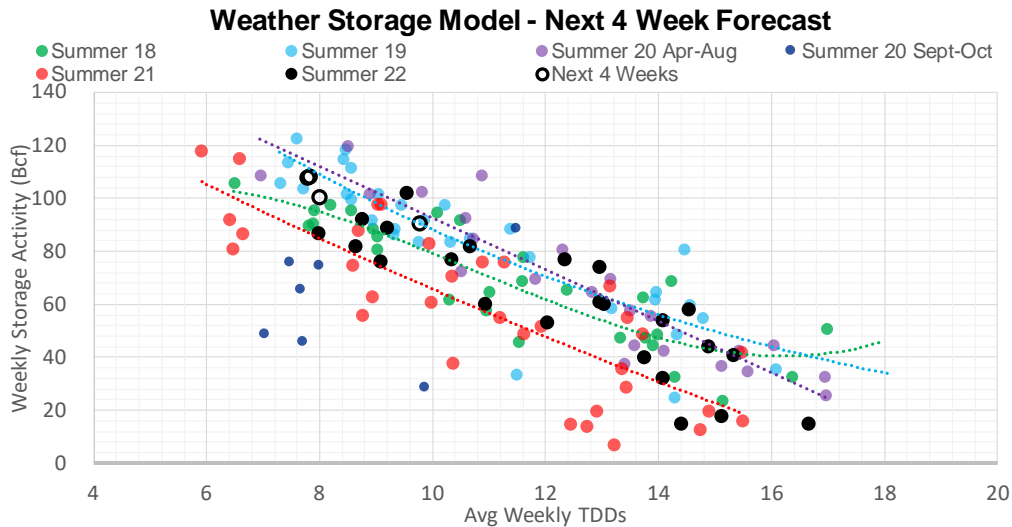 Weather Storage Model - Next 4 Week Forecast
Summer 18 Summer 19 Summer 20 Apr-Aug Summer 20 Sept-Oct
Summer 21 Summer 22 Next 4 Weeks
Weekly Storage Activity (Bcf)
140
120
100
80
60
40
20
0
4 6 8 10 12 14 16 18 20
Avg Weekly TDDs